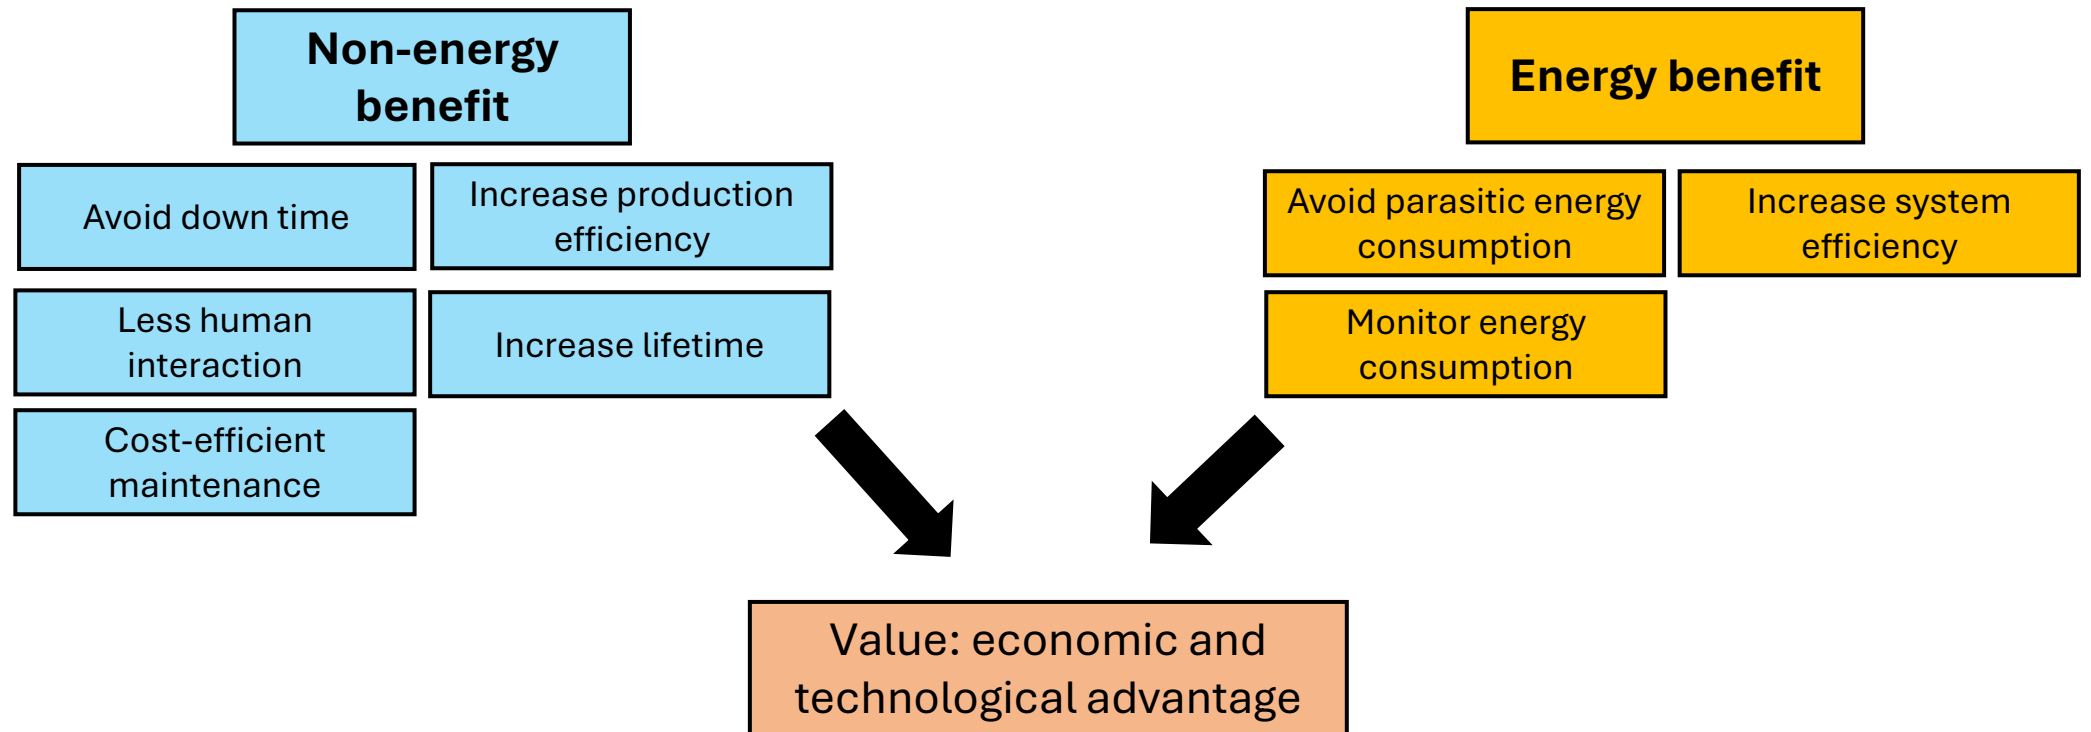 Non-energy
benefit
Avoid down time
Increase production
efficiency
Less human
interaction
Increase lifetime
Cost-efficient
maintenance
Energy benefit
Avoid parasitic energy
consumption
Increase system
efficiency
Monitor energy
consumption
Value: economic and
technological advantage